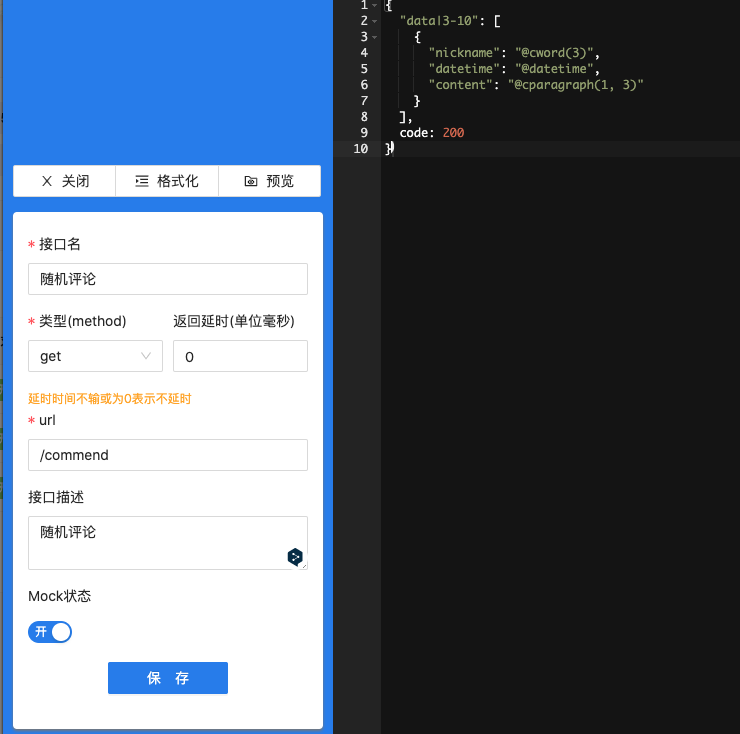 关闭 格式化 预览
* 接口名
随机评论
* 类型(method) 返回延时(单位毫秒)
get 0
延时时间不输或为0表示不延时
* url
/commend
接口描述
随机评论
Mock状态
开
保 存
1 {
2 "data|3-10": [
3 {
4 "nickname": "@cword(3)",
5 "datetime": "@datetime",
6 "content": "@cparagraph(1, 3)"
7 }
8 ],
9 code: 200
10 }